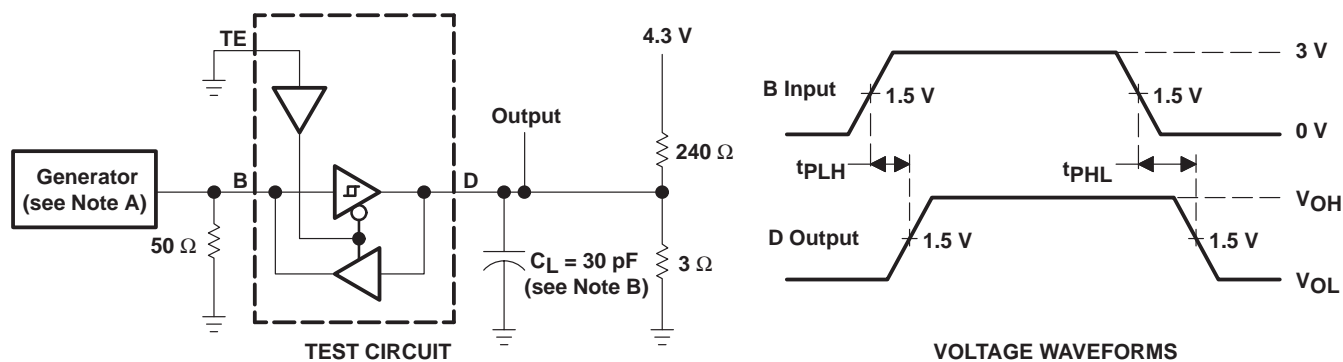 TE
4.3 V
Output
240 Ω
Generator
(see Note A)
B
D
50 Ω
CL = 30 pF
(see Note B)
3 Ω
TEST CIRCUIT
3 V
B Input
1.5 V
1.5 V
0 V
tPLH
tPHL
VOH
D Output
1.5 V
1.5 V
VOL
VOLTAGE WAVEFORMS